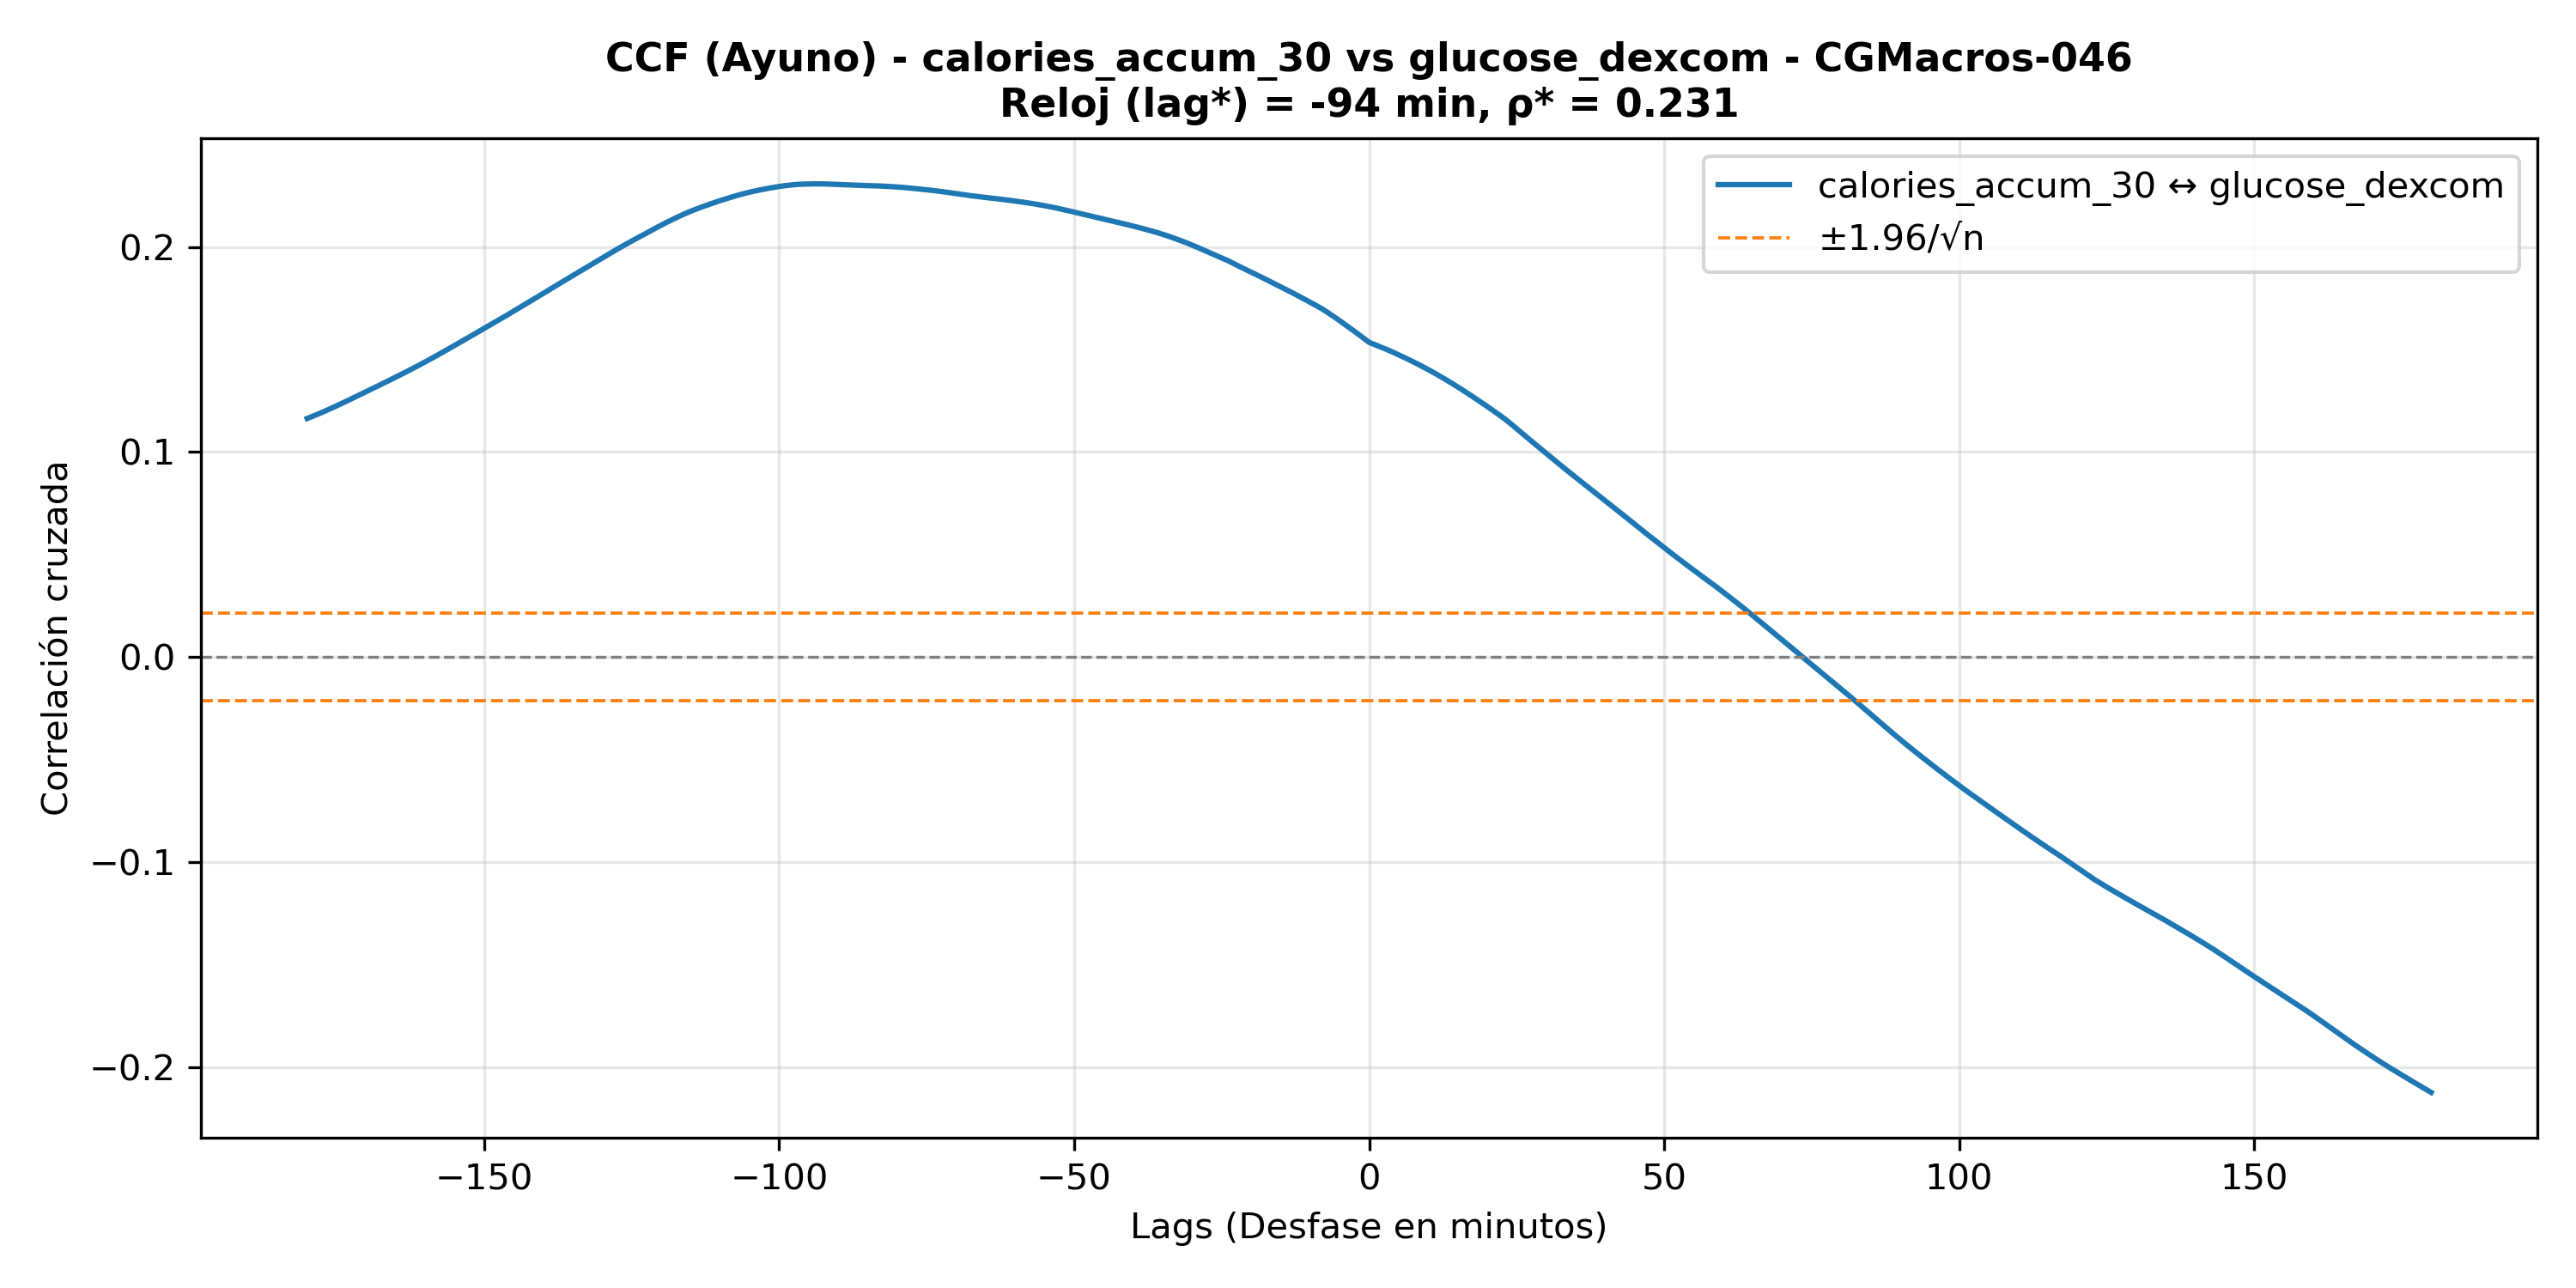 CCF (Ayuno) - calories_accum_30 vs glucose_dexcom - CGMacros-046
Reloj (lag*) = -94 min, ρ* = 0.231
calories_accum_30 ↔ glucose_dexcom
±1.96/√n
Correlación cruzada
0.2
0.1
0.0
−0.1
−0.2
−150
−100
−50
0
50
100
150
Lags (Desfase en minutos)